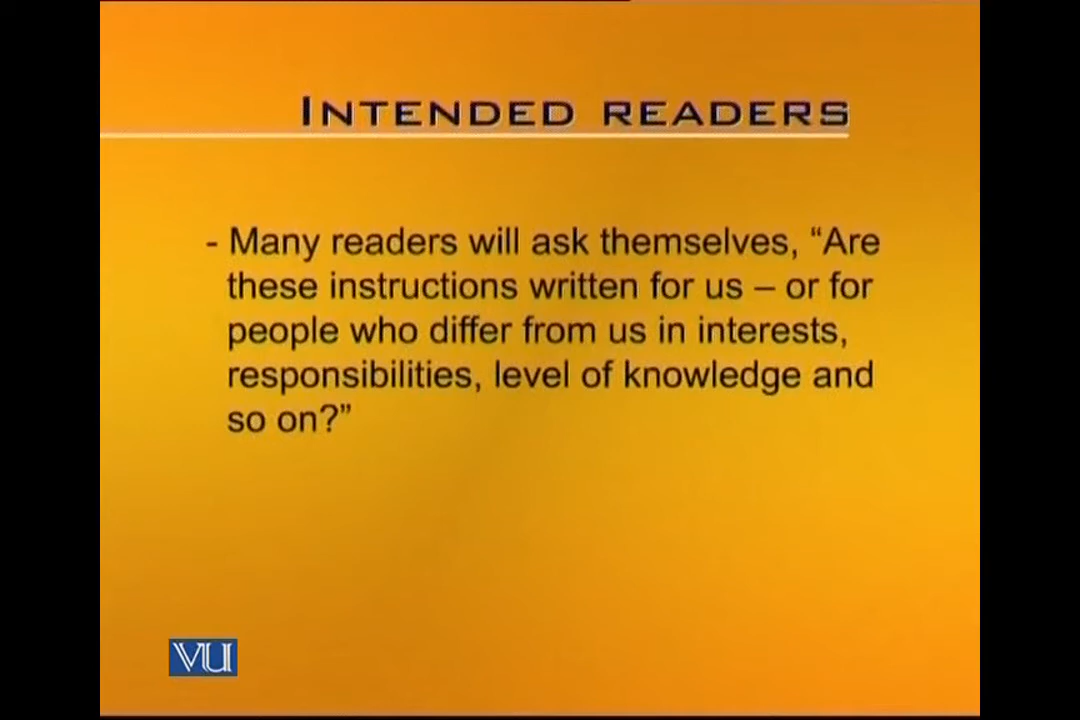 INTENDED READERS
- Many readers will ask themselves, “Are
these instructions written for us – or for
people who differ from us in interests,
responsibilities, level of knowledge and
so on?”
VU